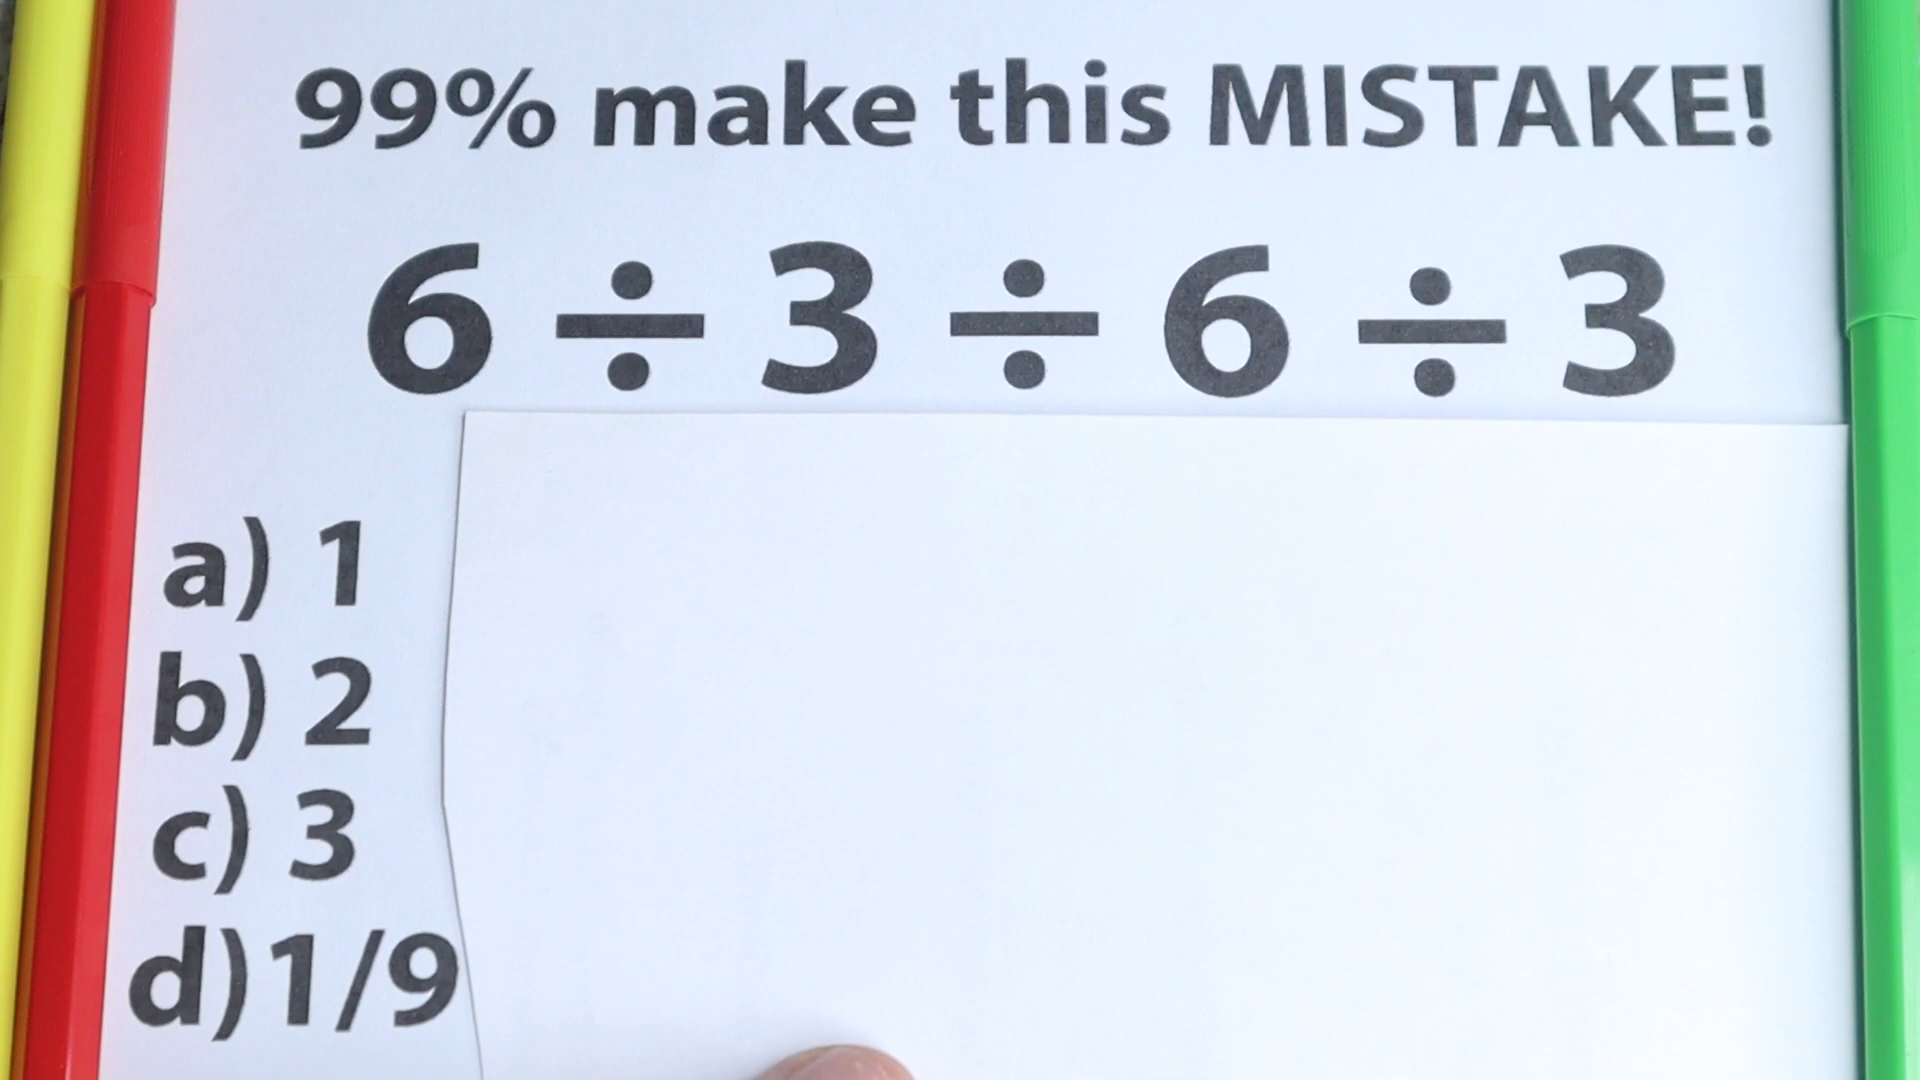 99% make this MISTAKE!
6 ÷ 3 ÷ 6 ÷ 3
a) 1
b) 2
c) 3
d)1/9